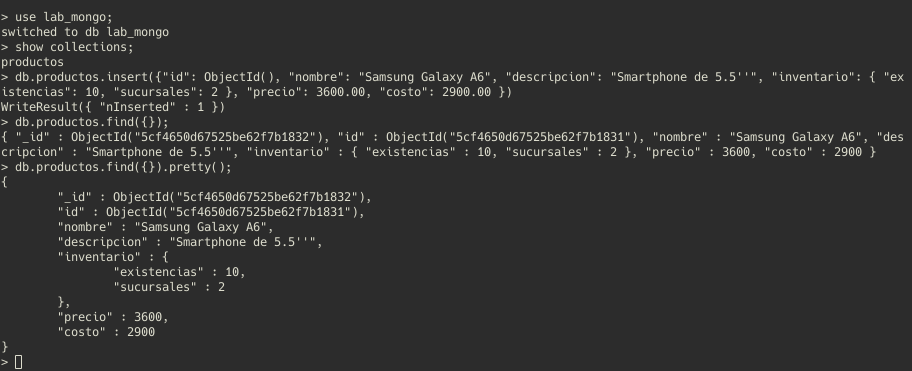 > use lab_mongo;
switched to db lab_mongo
> show collections;
productos
> db.productos.insert({"id": ObjectId(), "nombre": "Samsung Galaxy A6", "descripcion": "Smartphone de 5.5''", "inventario": { "ex
istencias": 10, "sucursales": 2 }, "precio": 3600.00, "costo": 2900.00 })
WriteResult({ "nInserted" : 1 })
> db.productos.find({});
{ "_id" : ObjectId("5cf4650d67525be62f7b1832"), "id" : ObjectId("5cf4650d67525be62f7b1831"), "nombre" : "Samsung Galaxy A6", "des
cripcion" : "Smartphone de 5.5''", "inventario" : { "existencias" : 10, "sucursales" : 2 }, "precio" : 3600, "costo" : 2900 }
> db.productos.find({}).pretty();
{
        "_id" : ObjectId("5cf4650d67525be62f7b1832"),
        "id" : ObjectId("5cf4650d67525be62f7b1831"),
        "nombre" : "Samsung Galaxy A6",
        "descripcion" : "Smartphone de 5.5''",
        "inventario" : {
                "existencias" : 10,
                "sucursales" : 2
        },
        "precio" : 3600,
        "costo" : 2900
}
>